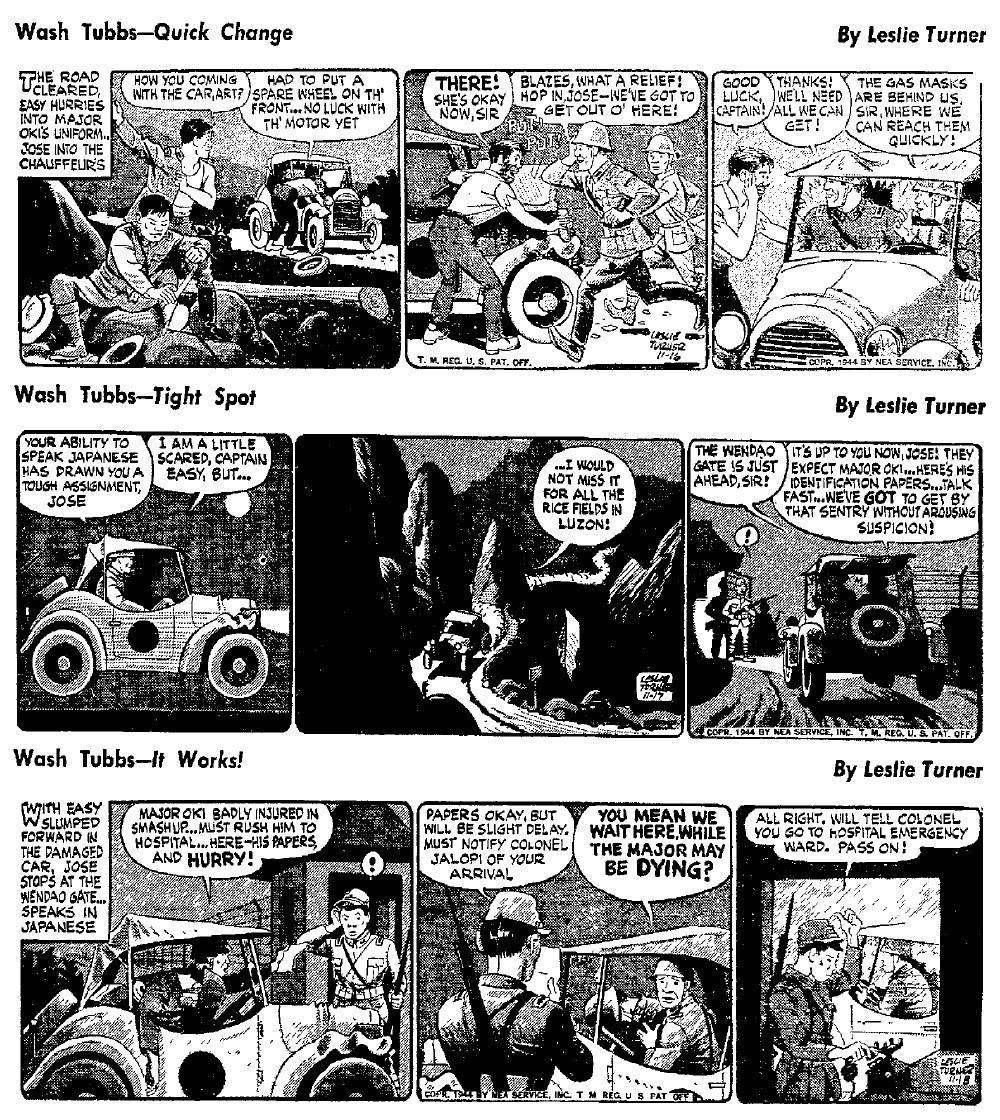 Wash Tubbs—Quick Change
By Leslie Turner
THE ROAD
CLEARED,
EASY HURRIES
INTO MAJOR
OKI'S UNIFORM..
JOSE INTO THE
CHAUFFEUR'S
HOW YOU COMING
WITH THE CAR, ART?
HAD TO PUT A
SPARE WHEEL ON TH'
FRONT...NO LUCK WITH
TH' MOTOR YET
THERE!
SHE'S OKAY
NOW, SIR
BLAZES, WHAT A RELIEF!
HOP IN, JOSE—WE'VE GOT TO
GET OUT O' HERE!
PUT
PUT
LESLIE
TURNER
11-16
T. M. REG. U. S. PAT. OFF.
GOOD
LUCK,
CAPTAIN!
THANKS!
WE'LL NEED
ALL WE CAN
GET!
THE GAS MASKS
ARE BEHIND US,
SIR, WHERE WE
CAN REACH THEM
QUICKLY!
COPR. 1944 BY NEA SERVICE, INC.
Wash Tubbs—Tight Spot
By Leslie Turner
YOUR ABILITY TO
SPEAK JAPANESE
HAS DRAWN YOU A
TOUGH ASSIGNMENT,
JOSE
I AM A LITTLE
SCARED, CAPTAIN
EASY, BUT...
...I WOULD
NOT MISS IT
FOR ALL THE
RICE FIELDS IN
LUZON!
LESLIE
TURNER
11-17
THE WENDAO
GATE IS JUST
AHEAD, SIR!
IT'S UP TO YOU NOW, JOSE! THEY
EXPECT MAJOR OKI...HERE'S HIS
IDENTIFICATION PAPERS...TALK
FAST...WE'VE GOT TO GET BY
THAT SENTRY WITHOUT AROUSING
SUSPICION!
!
COPR. 1944 BY NEA SERVICE, INC. T. M. REG. U. S. PAT. OFF.
Wash Tubbs—It Works!
By Leslie Turner
WITH EASY
SLUMPED
FORWARD IN
THE DAMAGED
CAR, JOSE
STOPS AT THE
WENDAO GATE...
SPEAKS IN
JAPANESE
MAJOR OKI BADLY INJURED IN
SMASHUP...MUST RUSH HIM TO
HOSPITAL...HERE—HIS PAPERS,
AND HURRY!
!
PAPERS OKAY, BUT
WILL BE SLIGHT DELAY.
MUST NOTIFY COLONEL
JALOPI OF YOUR
ARRIVAL
YOU MEAN WE
WAIT HERE, WHILE
THE MAJOR MAY
BE DYING?
COPR. 1944 BY NEA SERVICE, INC. T. M. REG. U. S. PAT. OFF.
ALL RIGHT. WILL TELL COLONEL
YOU GO TO HOSPITAL EMERGENCY
WARD. PASS ON!
LESLIE
TURNER
11-18